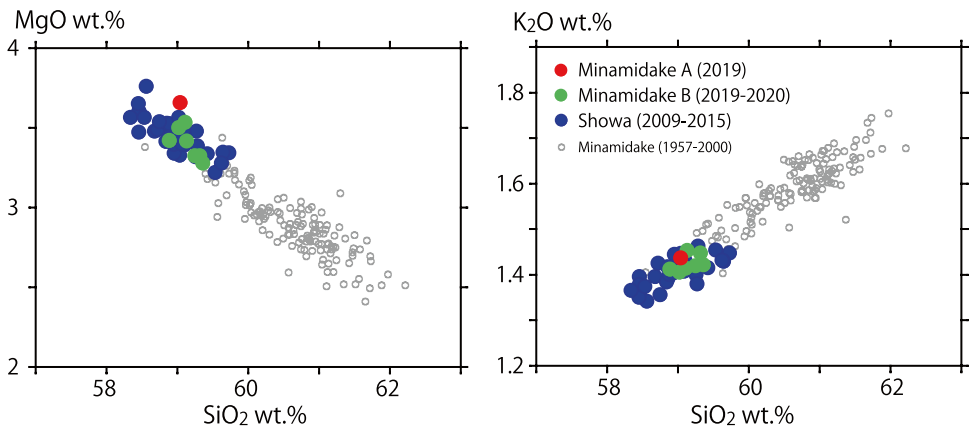 MgO wt.%
4
3
2
58
60
62
SiO2 wt.%
K2O wt.%
Minamidake A (2019)
Minamidake B (2019-2020)
Showa (2009-2015)
Minamidake (1957-2000)
1.8
1.6
1.4
1.2
58
60
62
SiO2 wt.%